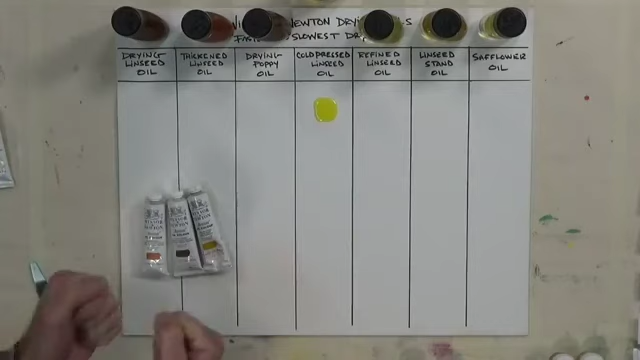 NEWTON DRYING
SLOWEST
DRYING LINSEED OIL
THICKENED LINSEED OIL
DRYING POPPY OIL
COLD PRESSED LINSEED OIL
REFINED LINSEED OIL
LINSEED STAND OIL
SAFFLOWER OIL